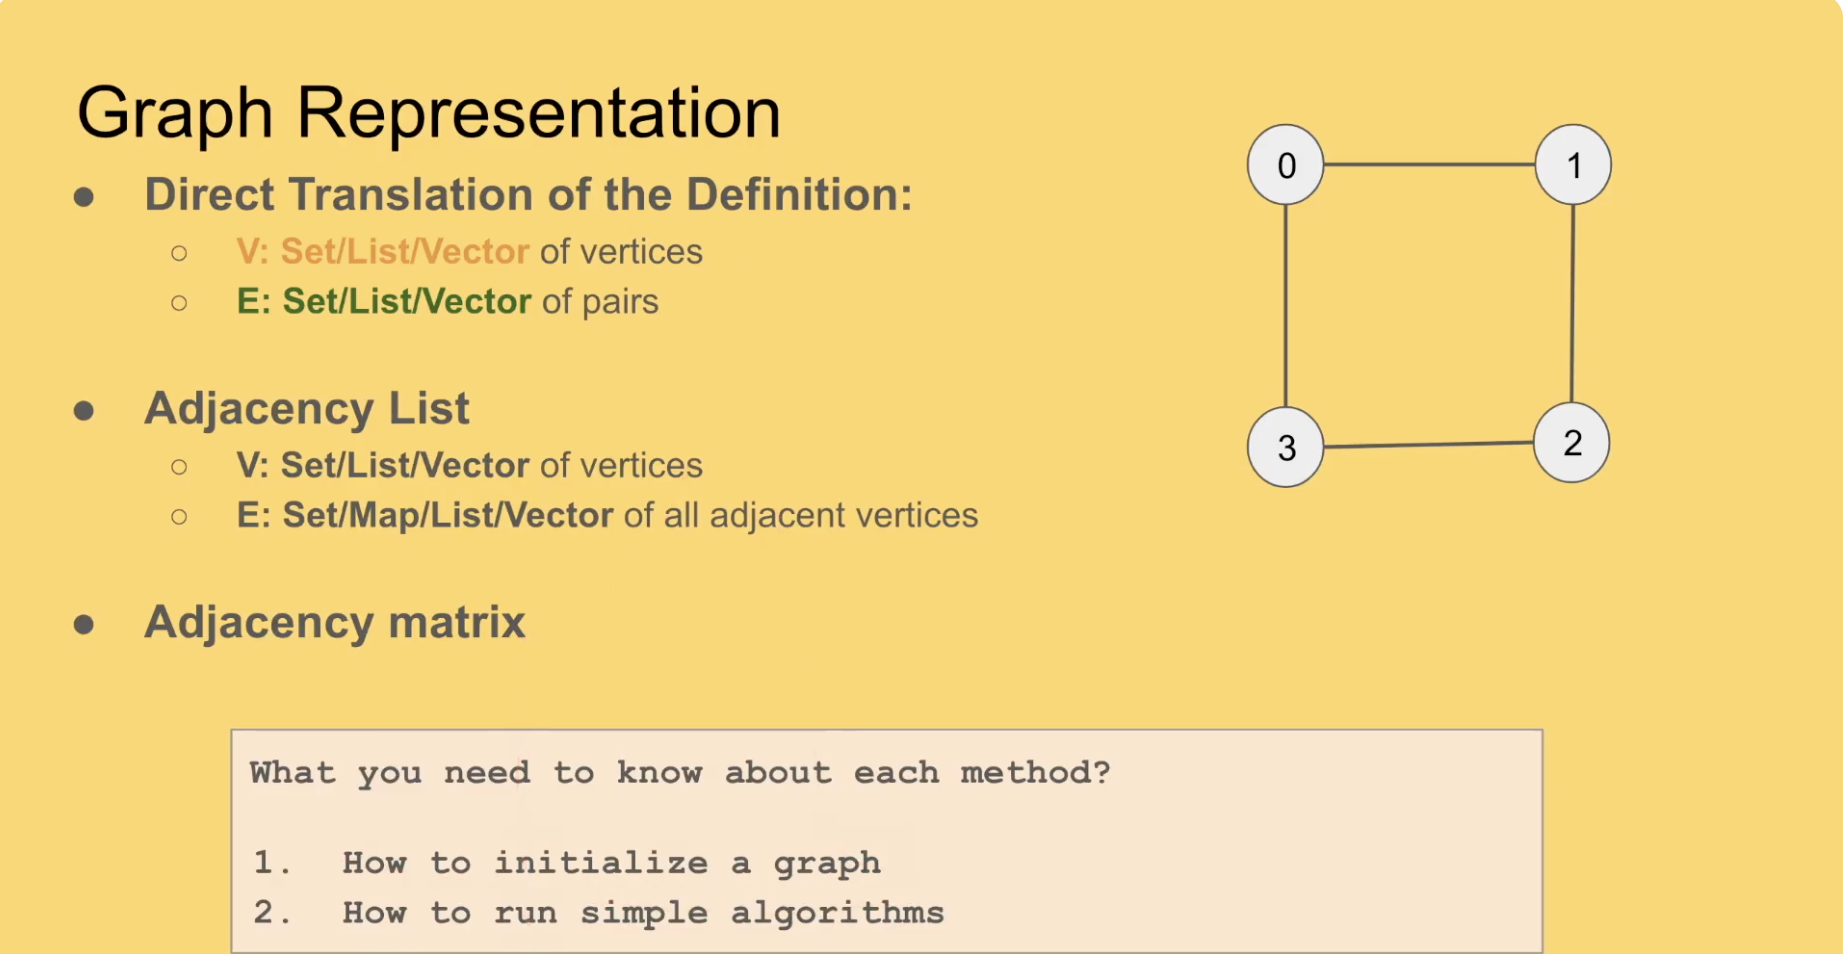 Graph Representation
● Direct Translation of the Definition:
○ V: Set/List/Vector of vertices
○ E: Set/List/Vector of pairs
● Adjacency List
○ V: Set/List/Vector of vertices
○ E: Set/Map/List/Vector of all adjacent vertices
● Adjacency matrix
0
1
3
2
What you need to know about each method?
1. How to initialize a graph
2. How to run simple algorithms